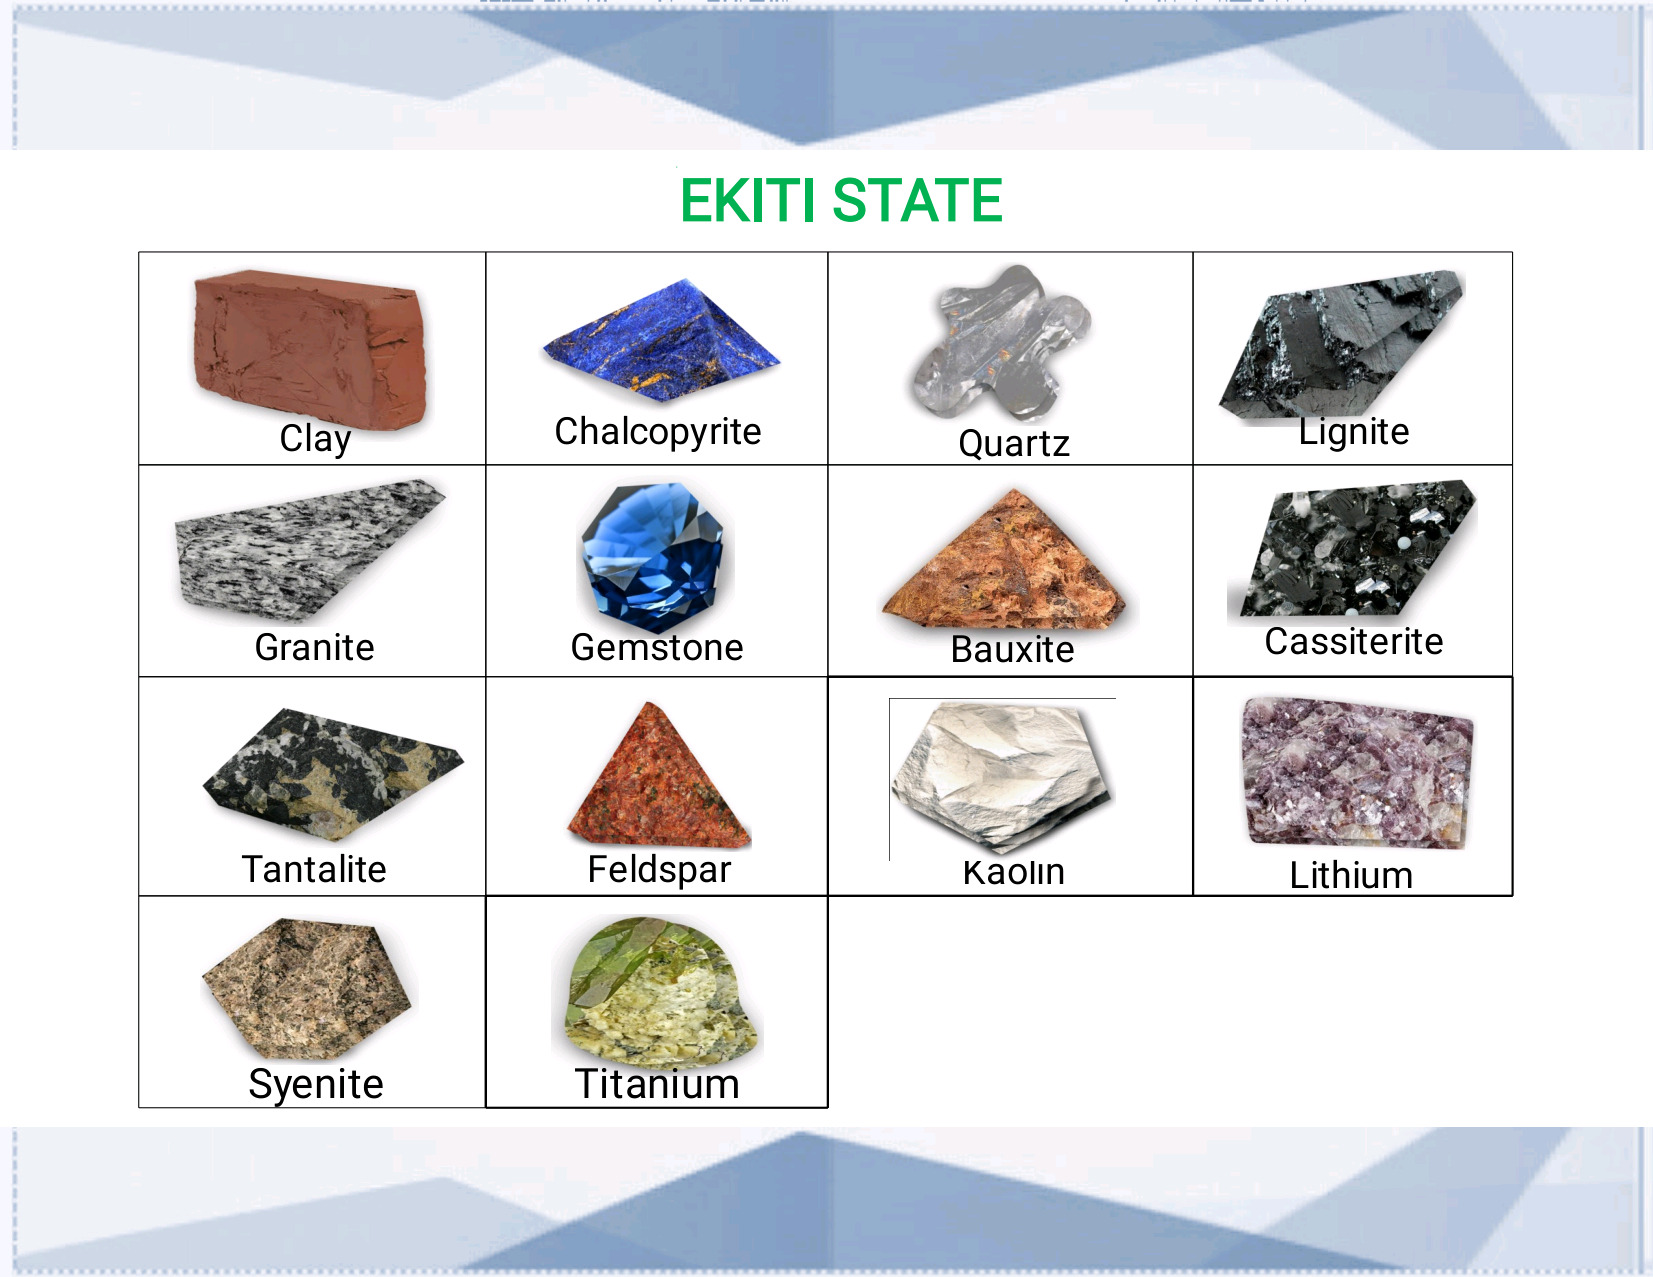 EKITI STATE
Clay
Chalcopyrite
Quartz
Lignite
Granite
Gemstone
Bauxite
Cassiterite
Tantalite
Feldspar
Kaolin
Lithium
Syenite
Titanium